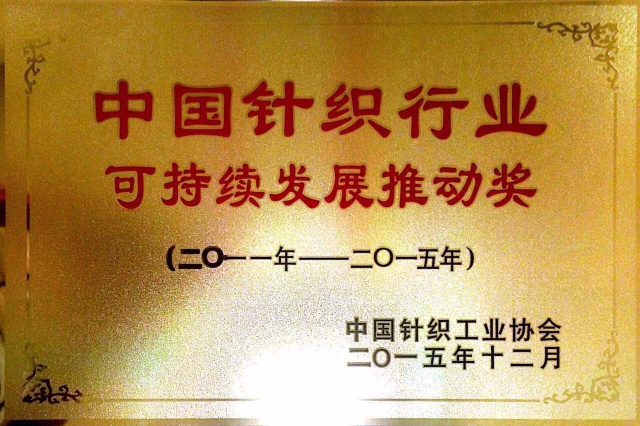 中国针织行业
可持续发展推动奖
(二〇一一年——二〇一五年)
中国针织工业协会
二〇一五年十二月